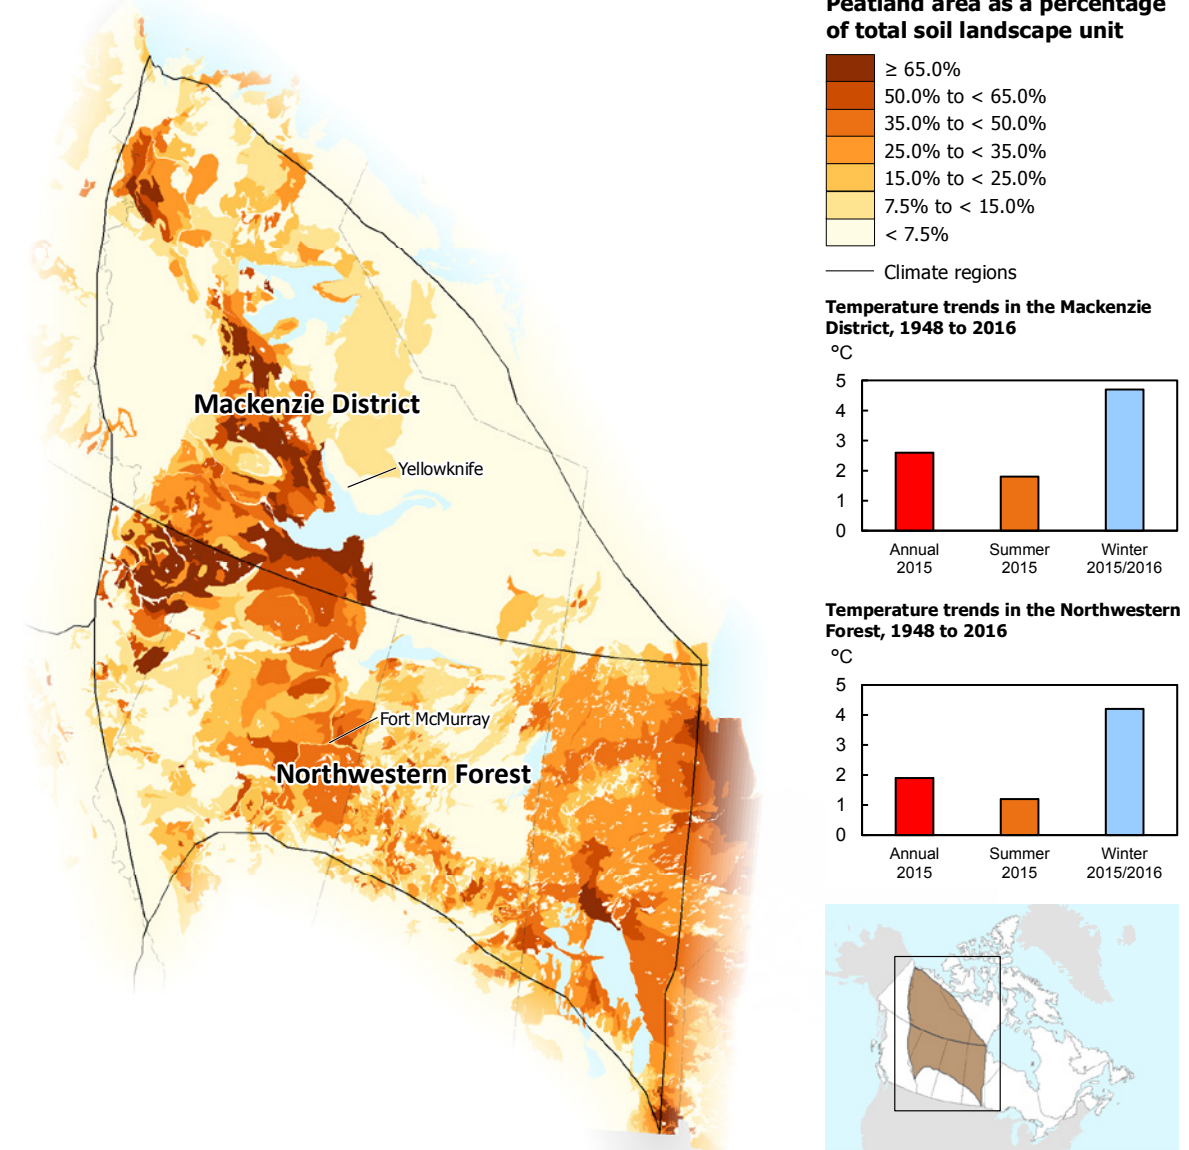 Peatland area as a percentage
of total soil landscape unit
≥ 65.0%
50.0% to < 65.0%
35.0% to < 50.0%
25.0% to < 35.0%
15.0% to < 25.0%
7.5% to < 15.0%
< 7.5%
Climate regions
Mackenzie District
Yellowknife
Fort McMurray
Northwestern Forest
Temperature trends in the Mackenzie
District, 1948 to 2016
°C
5
4
3
2
1
0
Annual
2015
Summer
2015
Winter
2015/2016
Temperature trends in the Northwestern
Forest, 1948 to 2016
°C
5
4
3
2
1
0
Annual
2015
Summer
2015
Winter
2015/2016